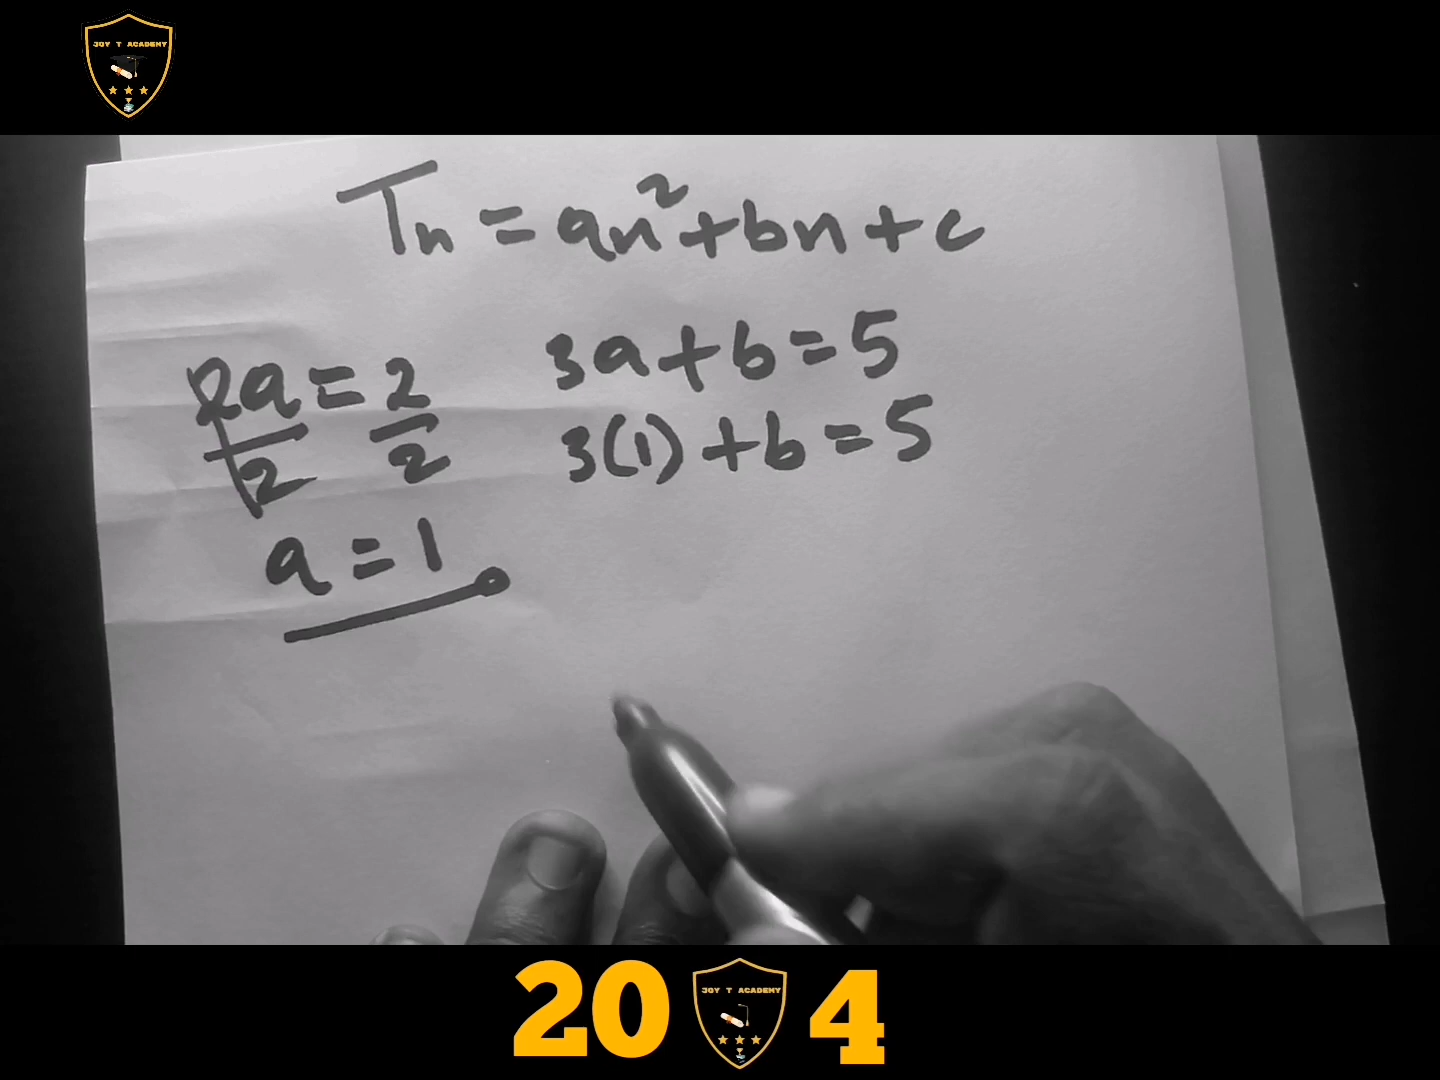 JOY T ACADEMY
Tn = an² + bn + c
2a = 2
2 2
a = 1
3a + b = 5
3(1) + b = 5
20 4
JOY T ACADEMY